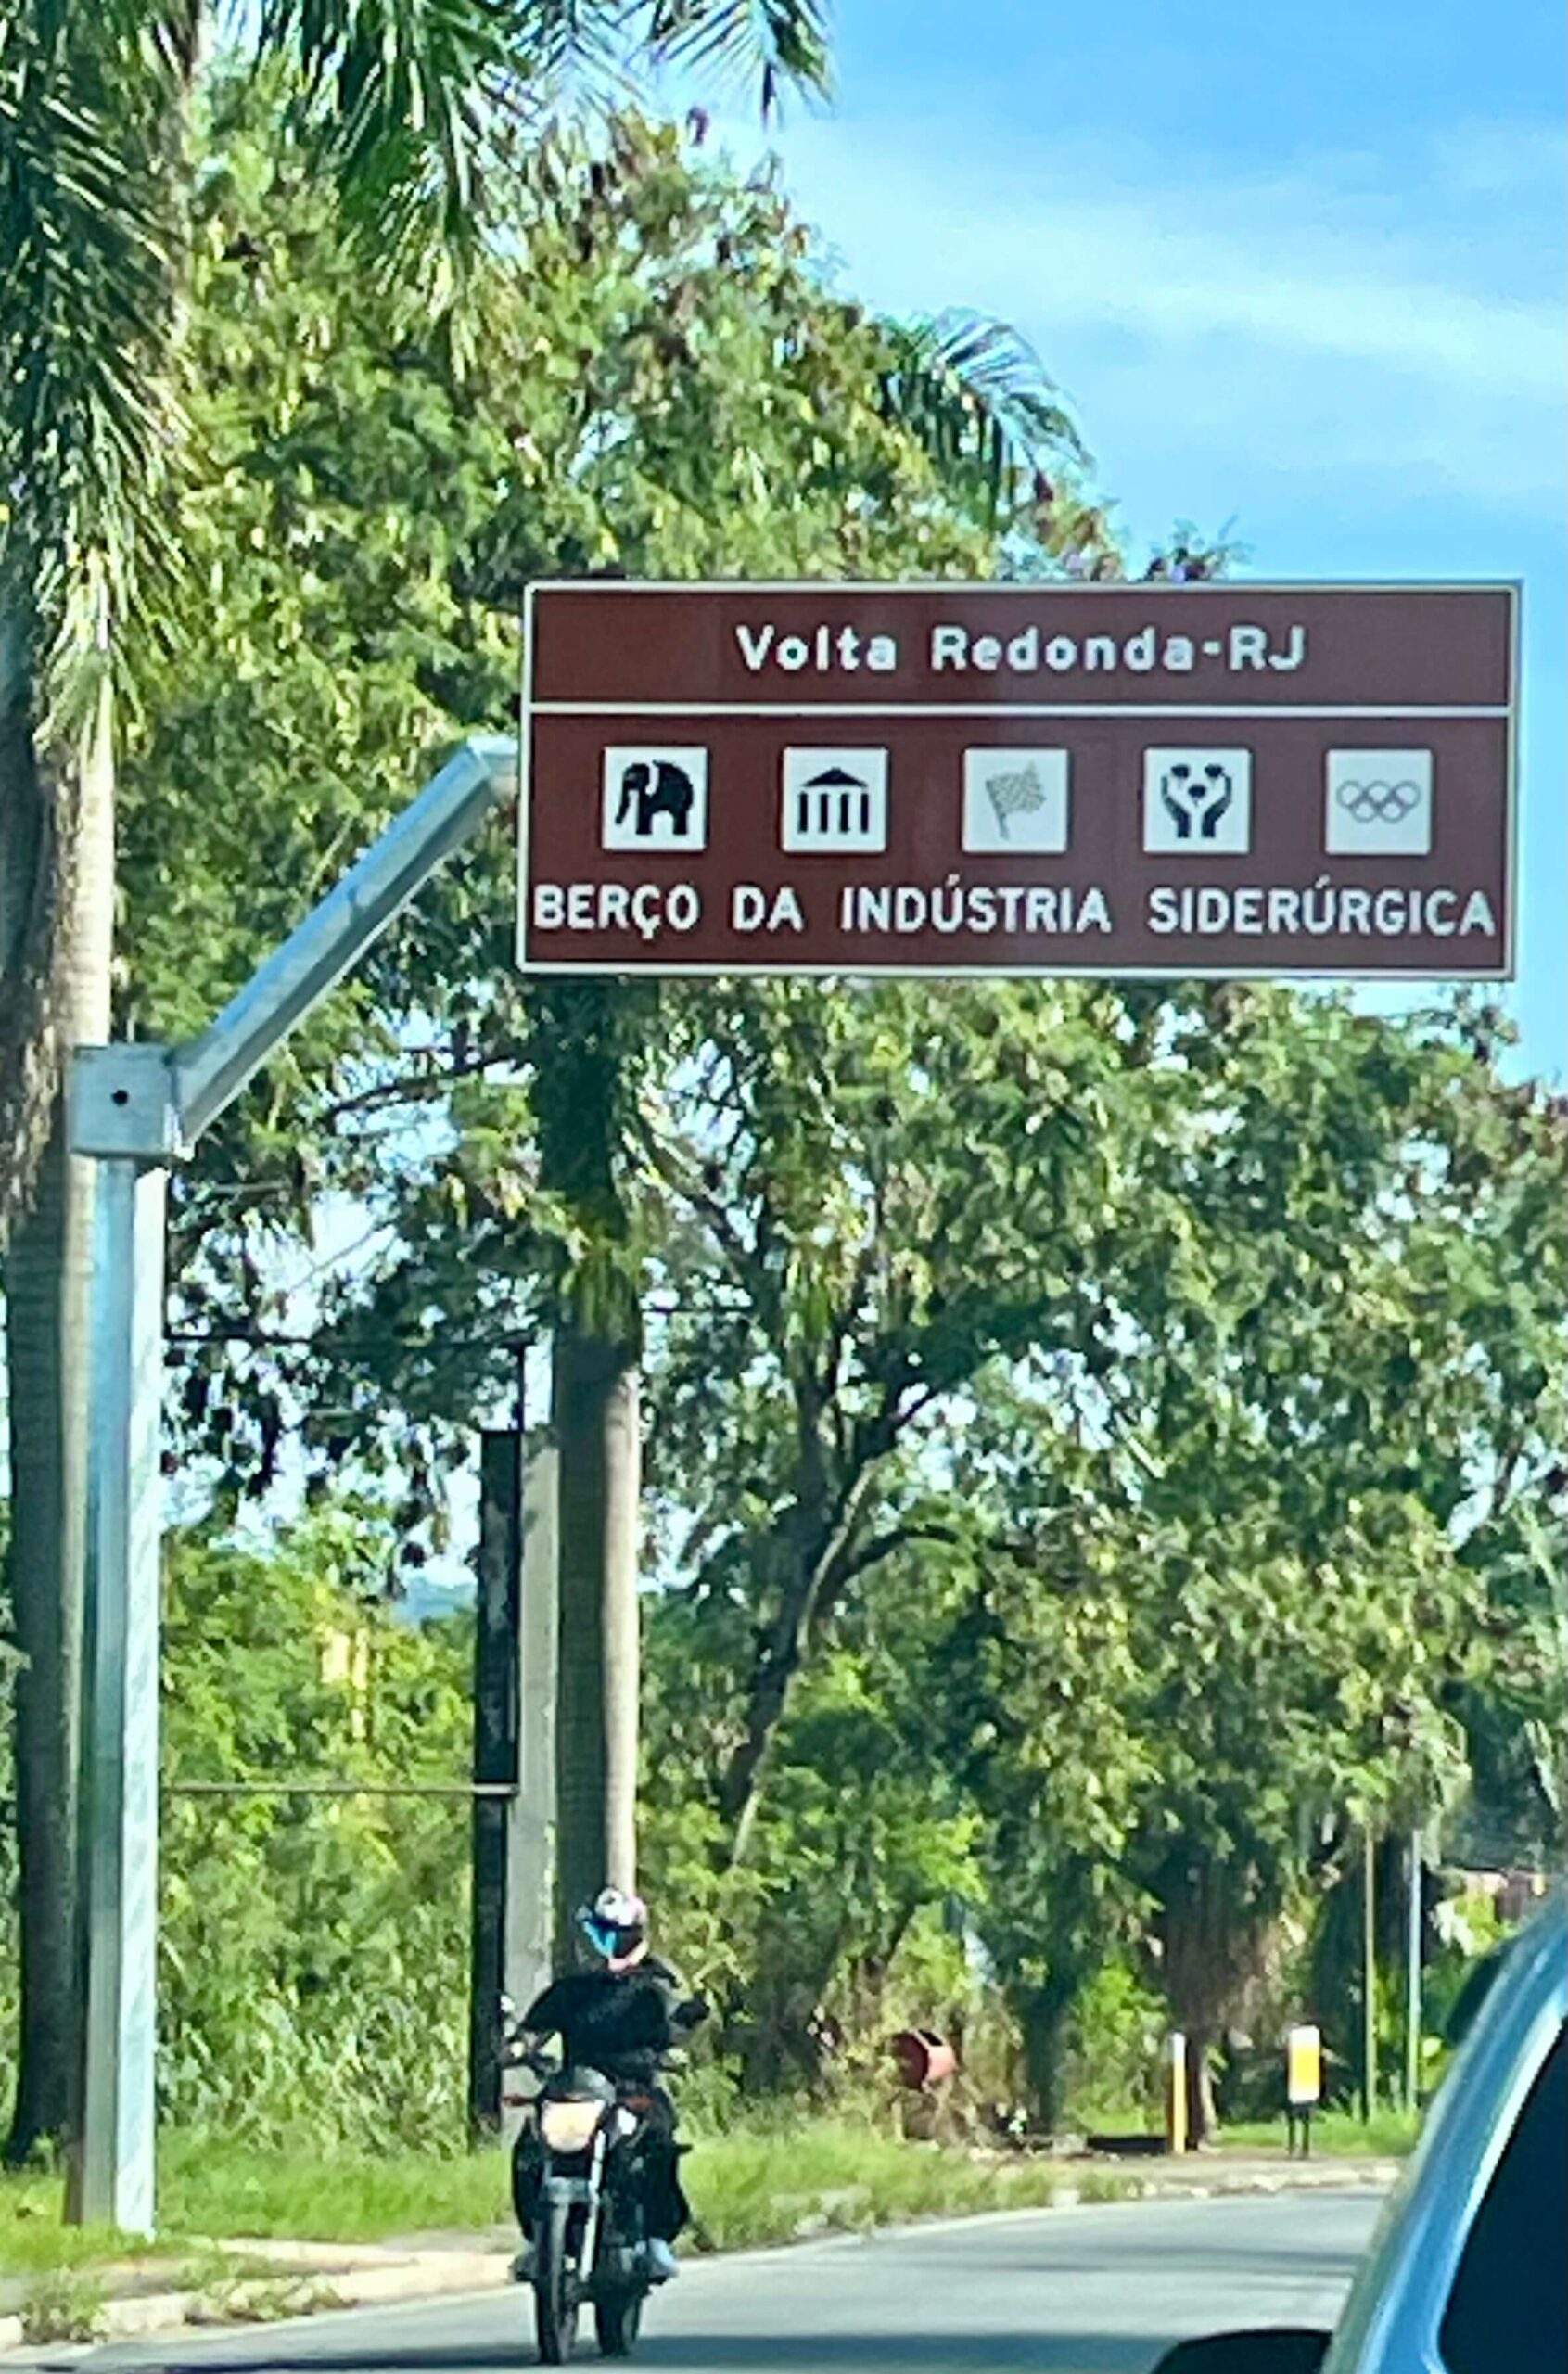 Volta Redonda-RJ
BERÇO DA INDÚSTRIA SIDERÚRGICA